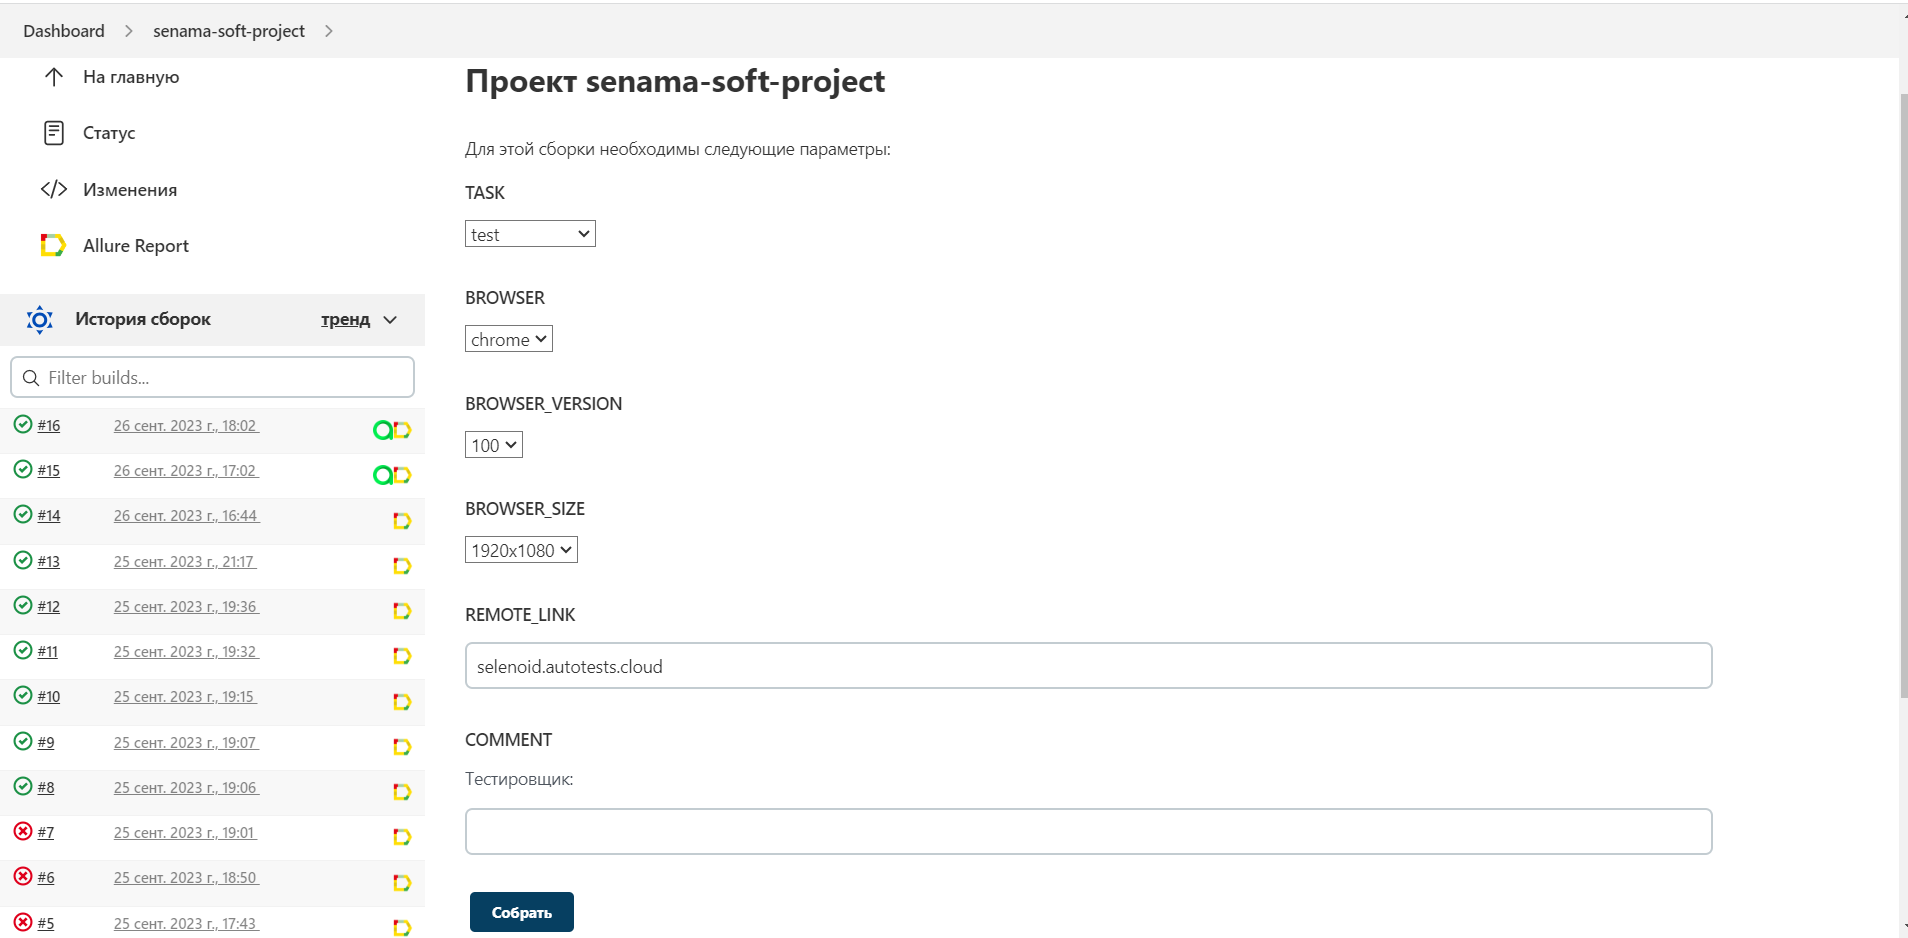 Dashboard
senama-soft-project
На главную
Статус
Изменения
Allure Report
История сборок
тренд
Filter builds...
#16 26 сент. 2023 г., 18:02
#15 26 сент. 2023 г., 17:02
#14 26 сент. 2023 г., 16:44
#13 25 сент. 2023 г., 21:17
#12 25 сент. 2023 г., 19:36
#11 25 сент. 2023 г., 19:32
#10 25 сент. 2023 г., 19:15
#9 25 сент. 2023 г., 19:07
#8 25 сент. 2023 г., 19:06
#7 25 сент. 2023 г., 19:01
#6 25 сент. 2023 г., 18:50
#5 25 сент. 2023 г., 17:43
Проект senama-soft-project
Для этой сборки необходимы следующие параметры:
TASK
test
BROWSER
chrome
BROWSER_VERSION
100
BROWSER_SIZE
1920x1080
REMOTE_LINK
selenoid.autotests.cloud
COMMENT
Тестировщик:
Собрать